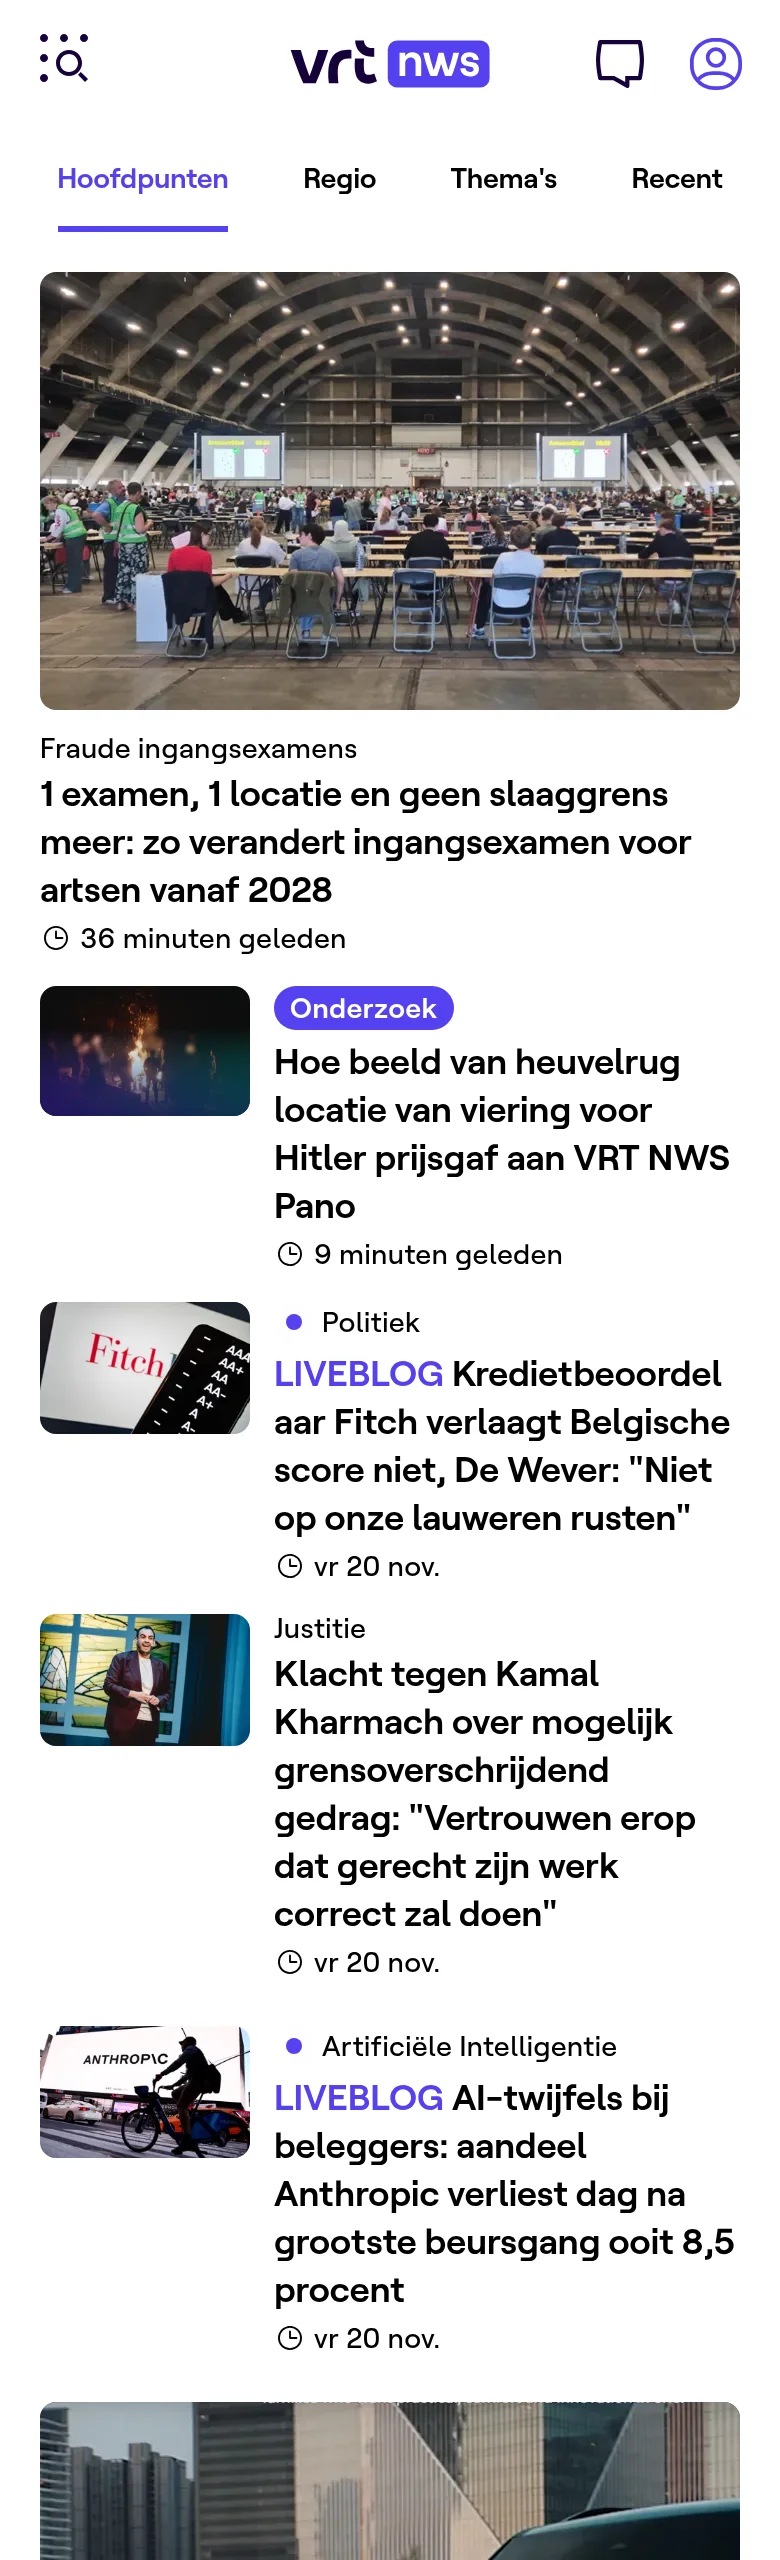 vrt nws
Hoofdpunten Regio Thema's Recent
Fraude ingangsexamens
1 examen, 1 locatie en geen slaaggrens
meer: zo verandert ingangsexamen voor
artsen vanaf 2028
36 minuten geleden
Onderzoek
Hoe beeld van heuvelrug
locatie van viering voor
Hitler prijsgaf aan VRT NWS
Pano
9 minuten geleden
Fitch
AAA
AA+
AA
AA-
A+
A
A-
Politiek
LIVEBLOG Kredietbeoordel
aar Fitch verlaagt Belgische
score niet, De Wever: "Niet
op onze lauweren rusten"
vr 20 nov.
Justitie
Klacht tegen Kamal
Kharmach over mogelijk
grensoverschrijdend
gedrag: "Vertrouwen erop
dat gerecht zijn werk
correct zal doen"
vr 20 nov.
ANTHROP\C
Artificiële Intelligentie
LIVEBLOG AI-twijfels bij
beleggers: aandeel
Anthropic verliest dag na
grootste beursgang ooit 8,5
procent
vr 20 nov.